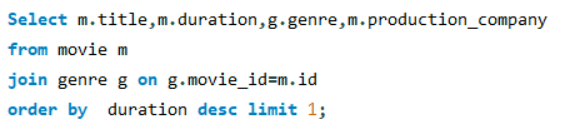 Select m.title,m.duration,g.genre,m.production_company
from movie m
join genre g on g.movie_id=m.id
order by  duration desc limit 1;